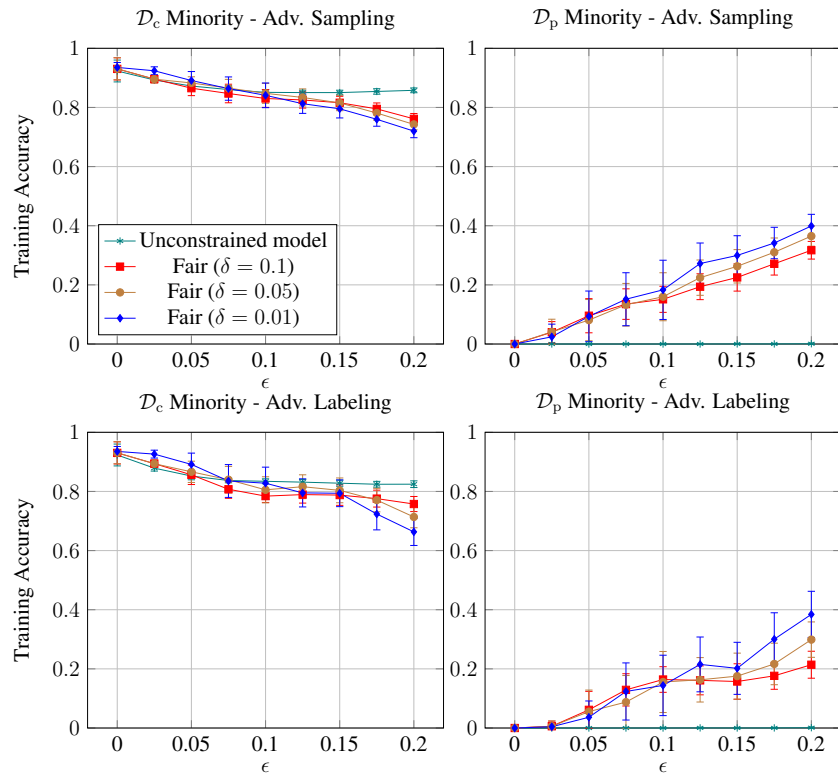 𝒟c Minority - Adv. Sampling
𝒟p Minority - Adv. Sampling
Training Accuracy
1
0.8
0.6
0.4
0.2
0
Unconstrained model
Fair (δ = 0.1)
Fair (δ = 0.05)
Fair (δ = 0.01)
0 0.05 0.1 0.15 0.2
ϵ
1
0.8
0.6
0.4
0.2
0
0 0.05 0.1 0.15 0.2
ϵ
𝒟c Minority - Adv. Labeling
𝒟p Minority - Adv. Labeling
Training Accuracy
1
0.8
0.6
0.4
0.2
0
0 0.05 0.1 0.15 0.2
ϵ
1
0.8
0.6
0.4
0.2
0
0 0.05 0.1 0.15 0.2
ϵ